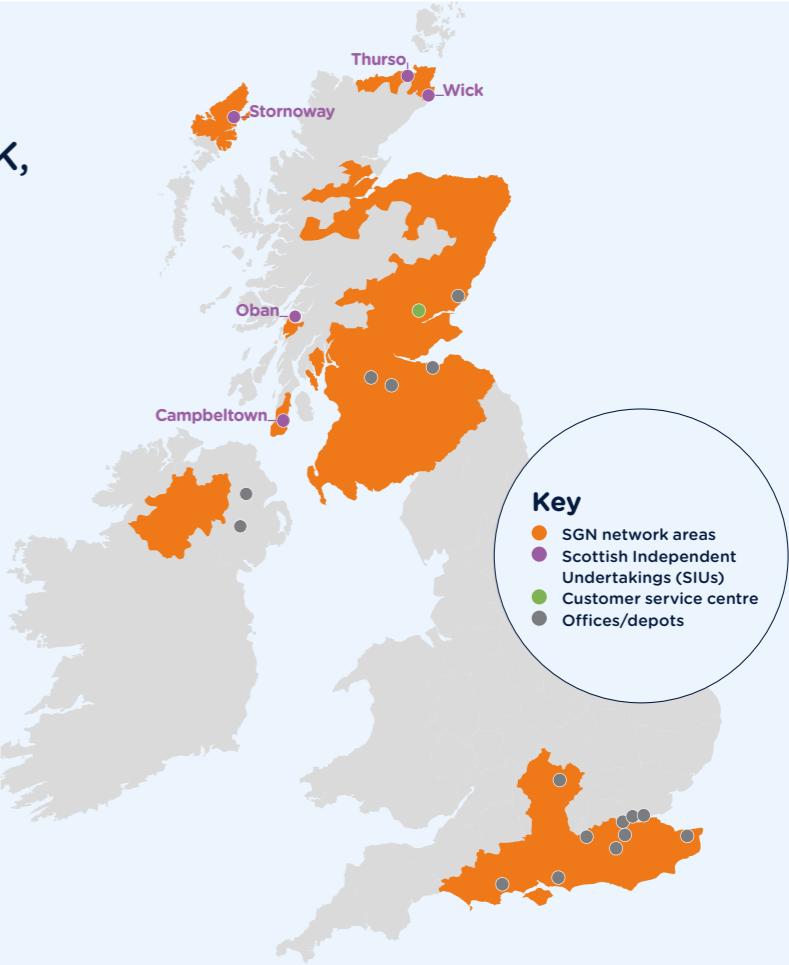 Thurso
Wick
Stornoway
k,
Oban
Campbeltown
Key
SGN network areas
Scottish Independent
Undertakings (SIUs)
Customer service centre
Offices/depots